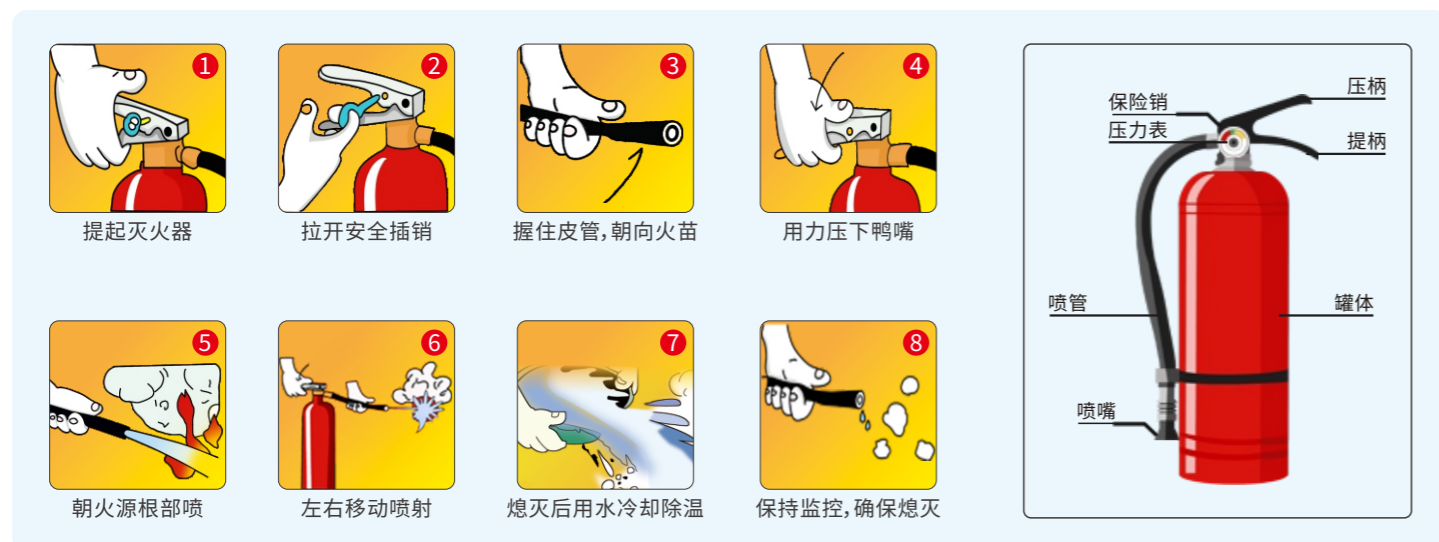 1
提起灭火器
2
拉开安全插销
3
握住皮管,朝向火苗
4
用力压下鸭嘴
5
朝火源根部喷
6
左右移动喷射
7
熄灭后用水冷却除温
8
保持监控,确保熄灭
保险销
压力表
压柄
提柄
喷管
罐体
喷嘴